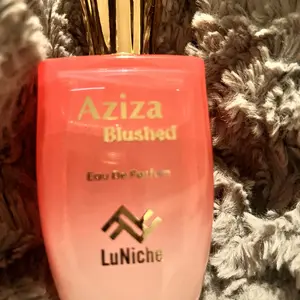 Aziza
Blushed
Eau De Parfum
LuNiche